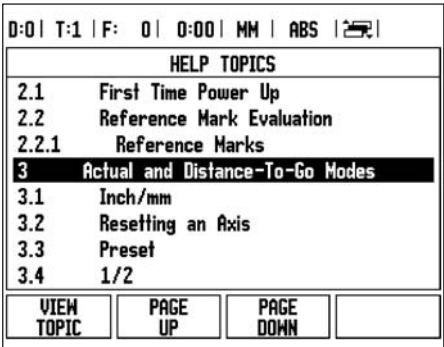 D:0| T:1 |F: 0| 0:00| MM | ABS |
HELP TOPICS
2.1 First Time Power Up
2.2 Reference Mark Evaluation
2.2.1 Reference Marks
3 Actual and Distance-To-Go Modes
3.1 Inch/mm
3.2 Resetting an Axis
3.3 Preset
3.4 1/2
VIEW TOPIC PAGE UP PAGE DOWN